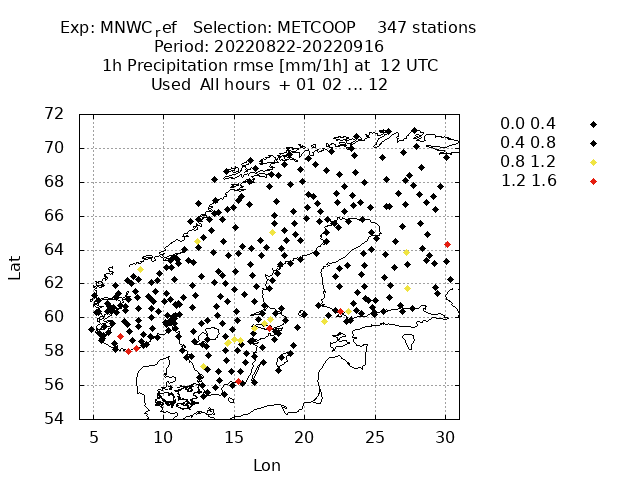 Exp: MNWC_ref   Selection: METCOOP    347 stations
Period: 20220822-20220916
1h Precipitation rmse [mm/1h] at  12 UTC
Used  All hours  + 01 02 ... 12
0.0 0.4
0.4 0.8
0.8 1.2
1.2 1.6
72
70
68
66
64
62
60
58
56
54
Lat
5 10 15 20 25 30
Lon